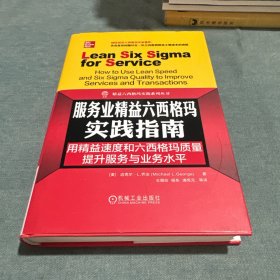 Lean Six Sigma
for Service
How to Use Lean Speed
and Six Sigma Quality to Improve
Services and Transactions
服务业精益六西格玛
实践指南
用精益速度和六西格玛质量
提升服务与业务水平
(Michael L. George)
机械工业出版社